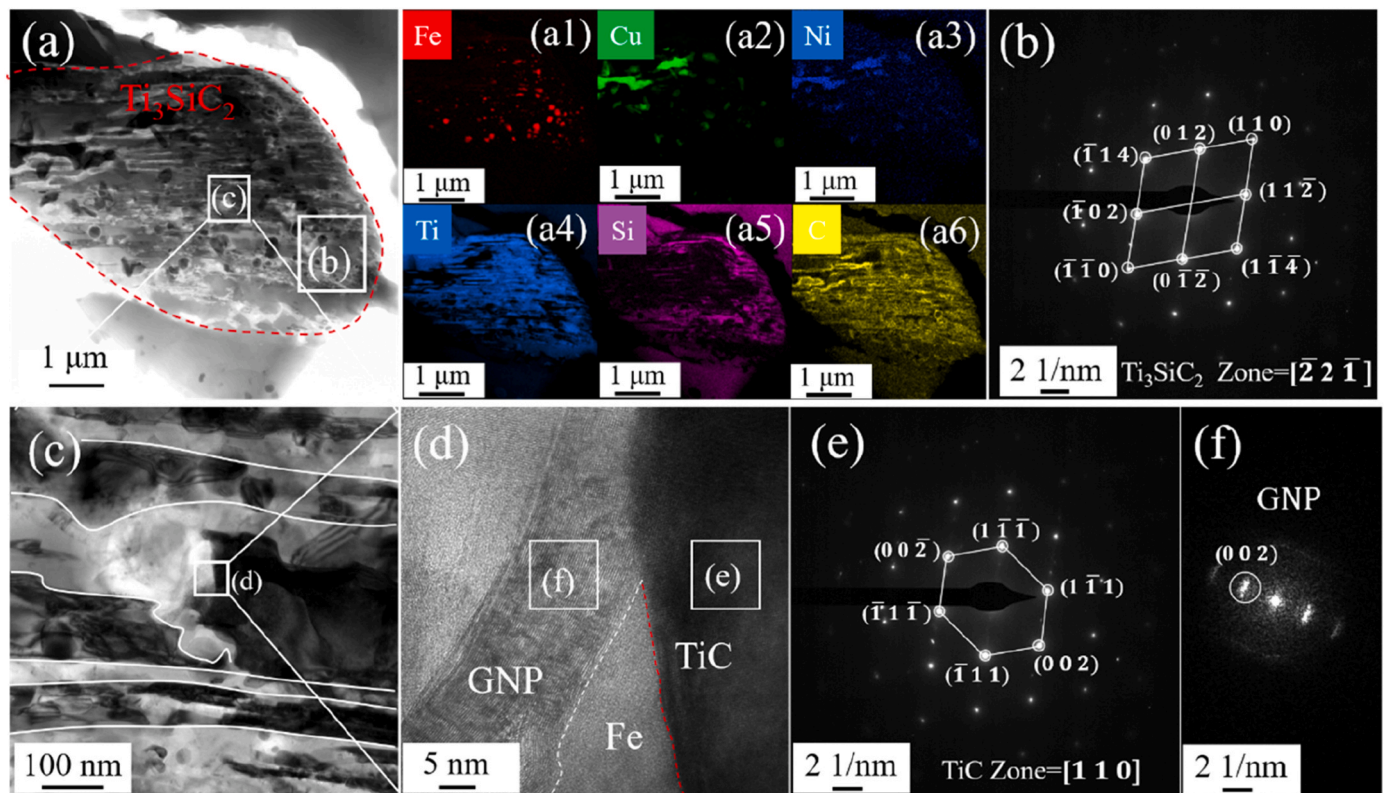 (a)
Ti₃SiC₂
(c)
(b)
1 μm
Fe
(a1)
1 μm
Cu
(a2)
1 μm
Ni
(a3)
1 μm
Ti
(a4)
1 μm
Si
(a5)
1 μm
C
(a6)
1 μm
(b)
(0 1 2)
(1 1 0)
(1̅ 1 4)
(1 1 2̅)
(1̅ 0 2)
(1̅ 1̅ 0)
(0 1̅ 2̅)
(1 1̅ 4̅)
2 1/nm
Ti₃SiC₂ Zone=[2̅ 2 1̅]
(c)
(d)
100 nm
(d)
(f)
(e)
GNP
TiC
Fe
5 nm
(e)
(1 1̅ 1̅)
(0 0 2̅)
(1 1̅ 1)
(1̅ 1 1̅)
(0 0 2)
(1̅ 1 1)
2 1/nm
TiC Zone=[1 1 0]
(f)
GNP
(0 0 2)
2 1/nm